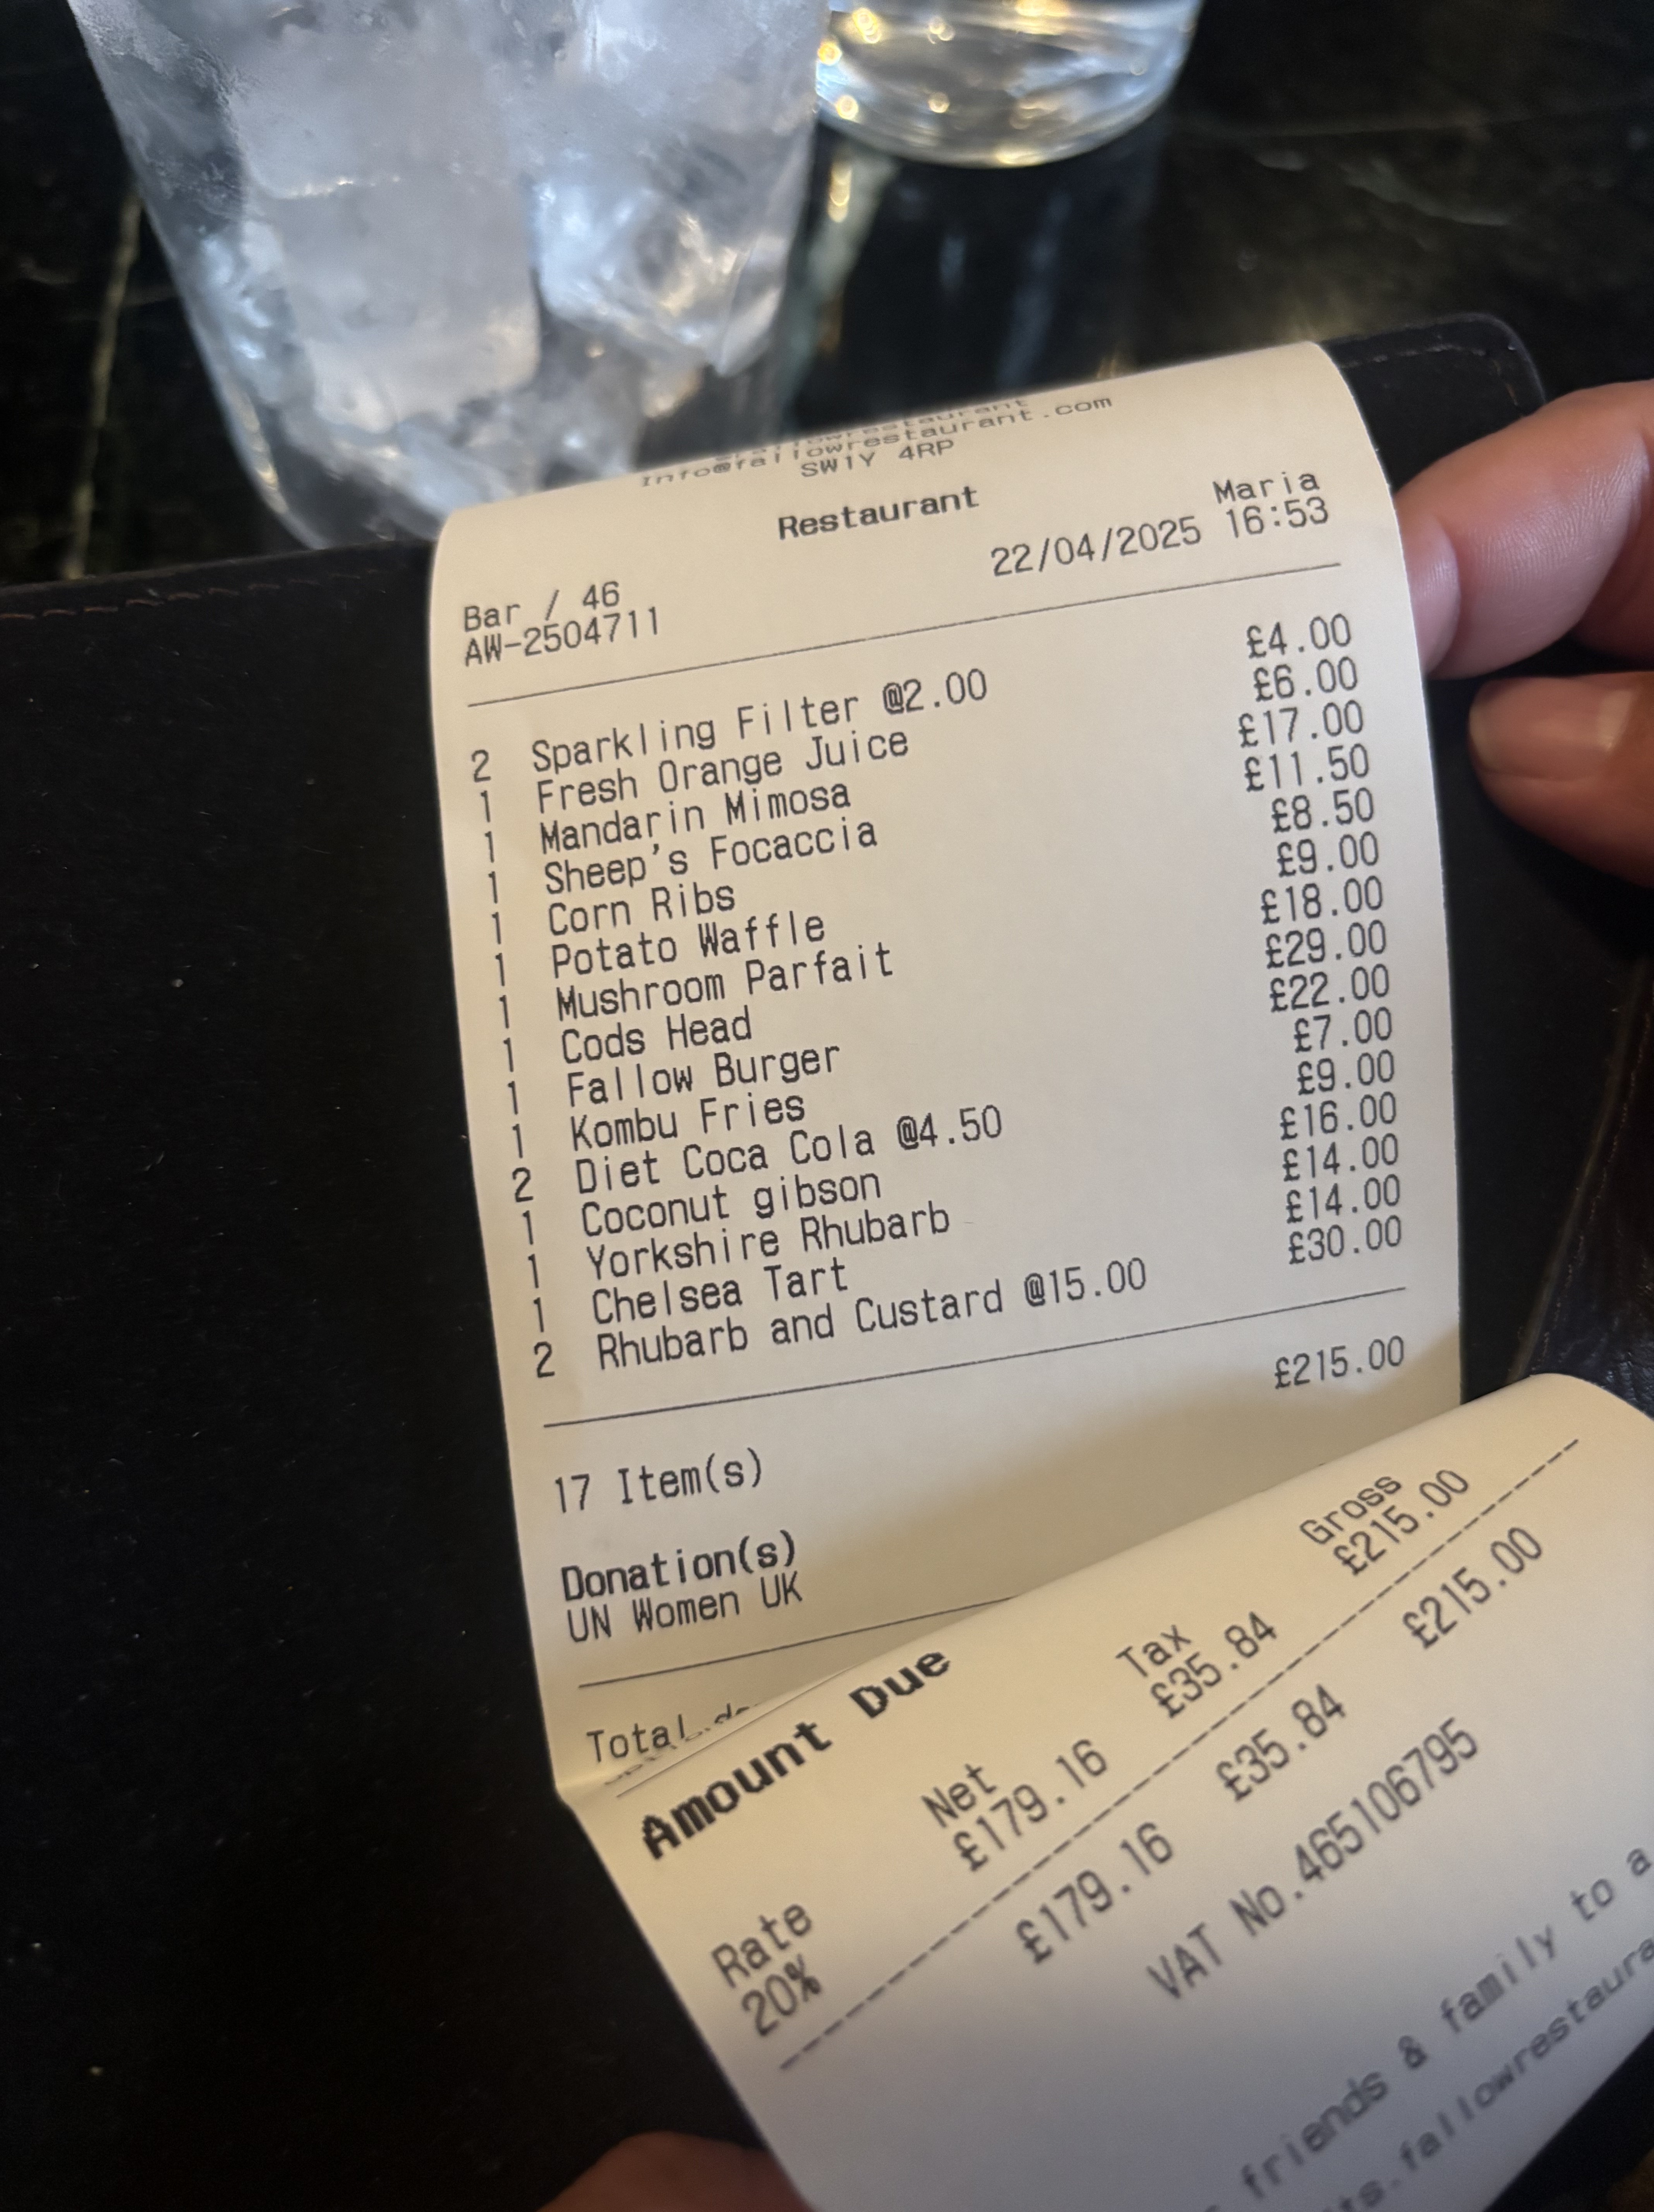 Info@fallowrestaurant.com
SW1Y 4RP
Restaurant
Maria
Bar / 46 22/04/2025 16:53
AW-2504711
2 Sparkling Filter @2.00 £4.00
1 Fresh Orange Juice £6.00
1 Mandarin Mimosa £17.00
1 Sheep's Focaccia £11.50
1 Corn Ribs £8.50
1 Potato Waffle £9.00
1 Mushroom Parfait £18.00
1 Cods Head £29.00
1 Fallow Burger £22.00
1 Kombu Fries £7.00
2 Diet Coca Cola @4.50 £9.00
1 Coconut gibson £16.00
1 Yorkshire Rhubarb £14.00
1 Chelsea Tart £14.00
2 Rhubarb and Custard @15.00 £30.00
17 Item(s) £215.00
Donation(s)
UN Women UK
Total
Amount Due £215.00
Rate Net Tax Gross
20% £179.16 £35.84 £215.00
£179.16 £35.84 £215.00
VAT No.465106795
friends & family to a